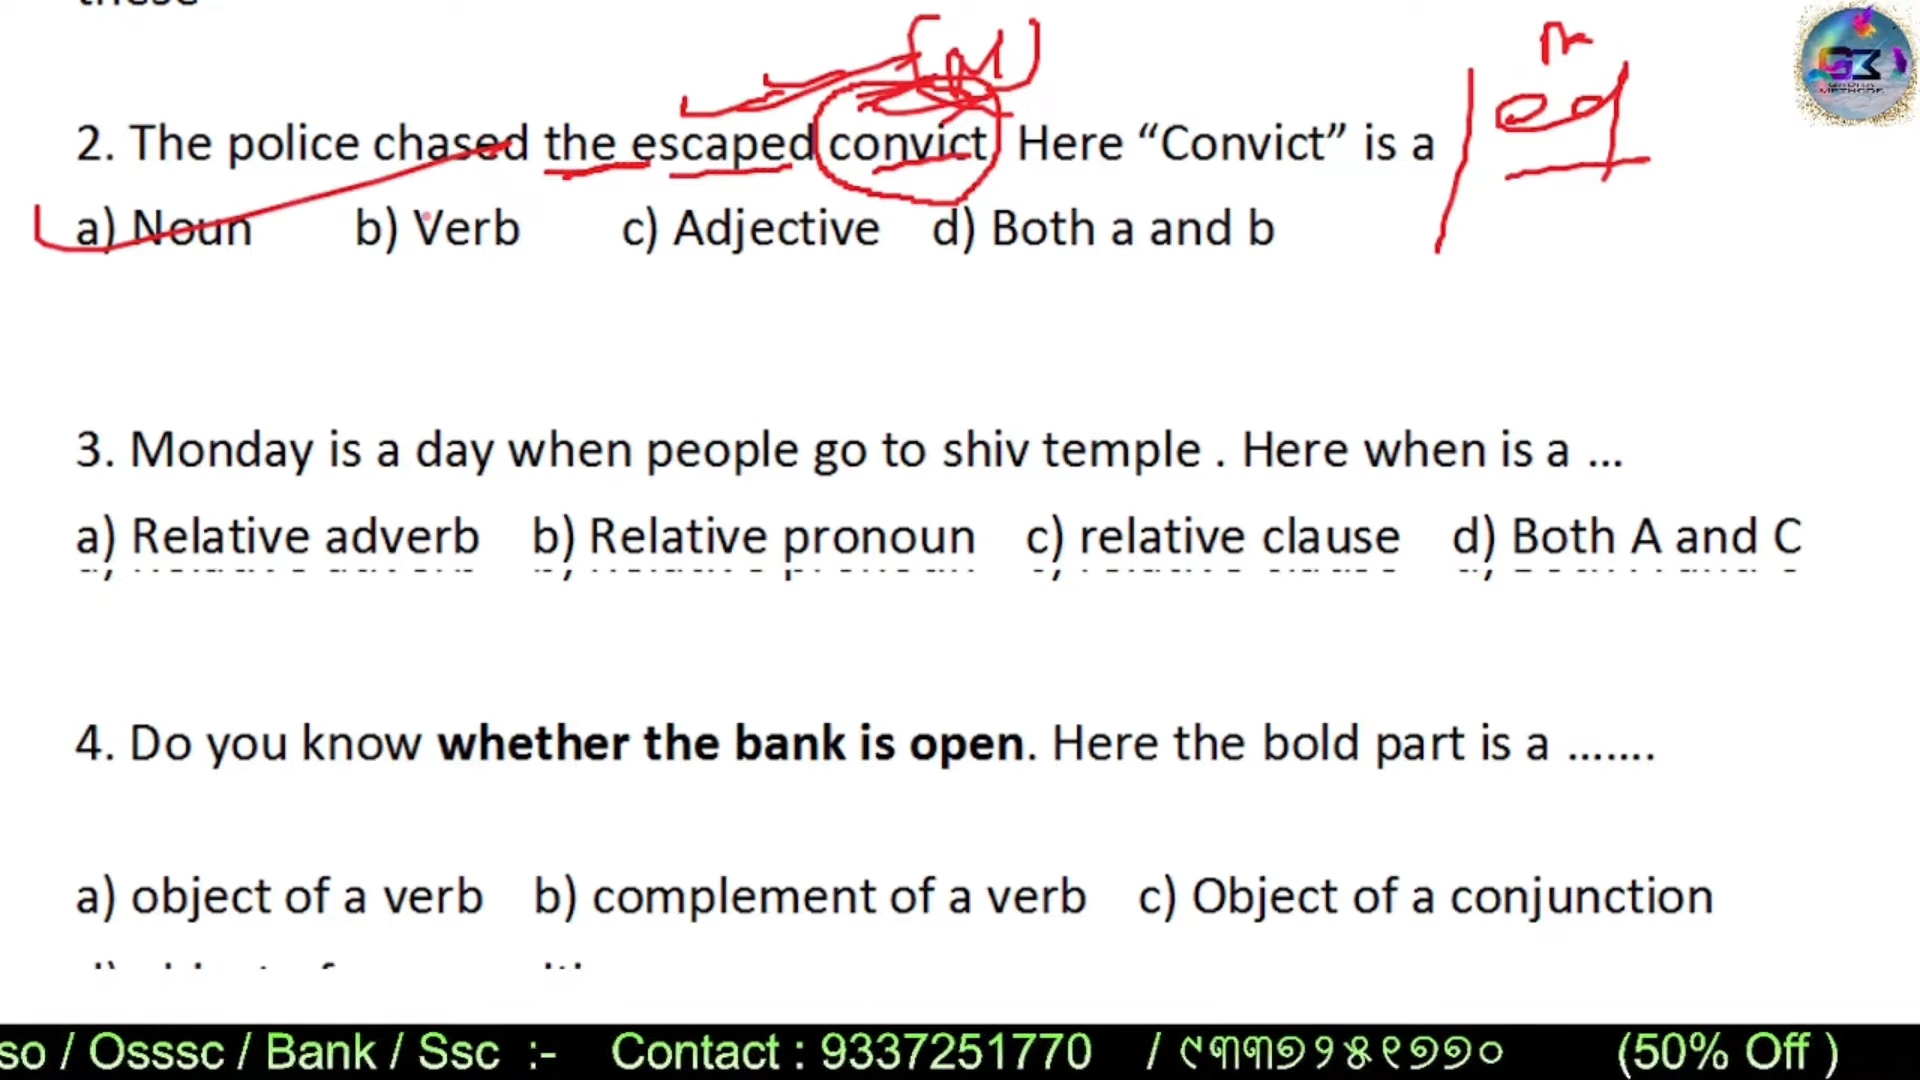 these
2. The police chased the escaped convict. Here “Convict” is a
a) Noun b) Verb c) Adjective d) Both a and b
3. Monday is a day when people go to shiv temple . Here when is a ...
a) Relative adverb b) Relative pronoun c) relative clause d) Both A and C
4. Do you know whether the bank is open. Here the bold part is a .......
a) object of a verb b) complement of a verb c) Object of a conjunction
so / Osssc / Bank / Ssc :- Contact : 9337251770 / ୯୩୩୭୨୫୧୭୭୦ (50% Off )